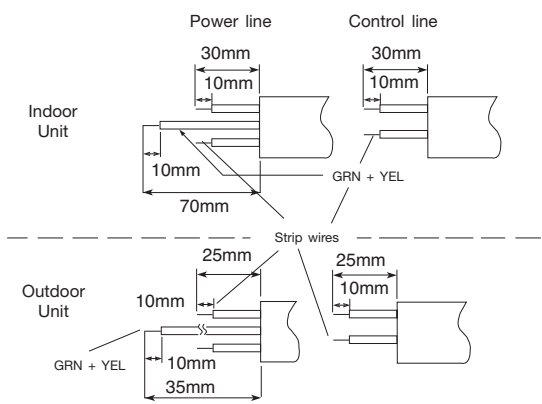 Power line
Control line
30mm
30mm
10mm
10mm
Indoor
Unit
10mm
GRN + YEL
70mm
Strip wires
25mm
25mm
Outdoor
Unit
10mm
10mm
GRN + YEL
10mm
35mm